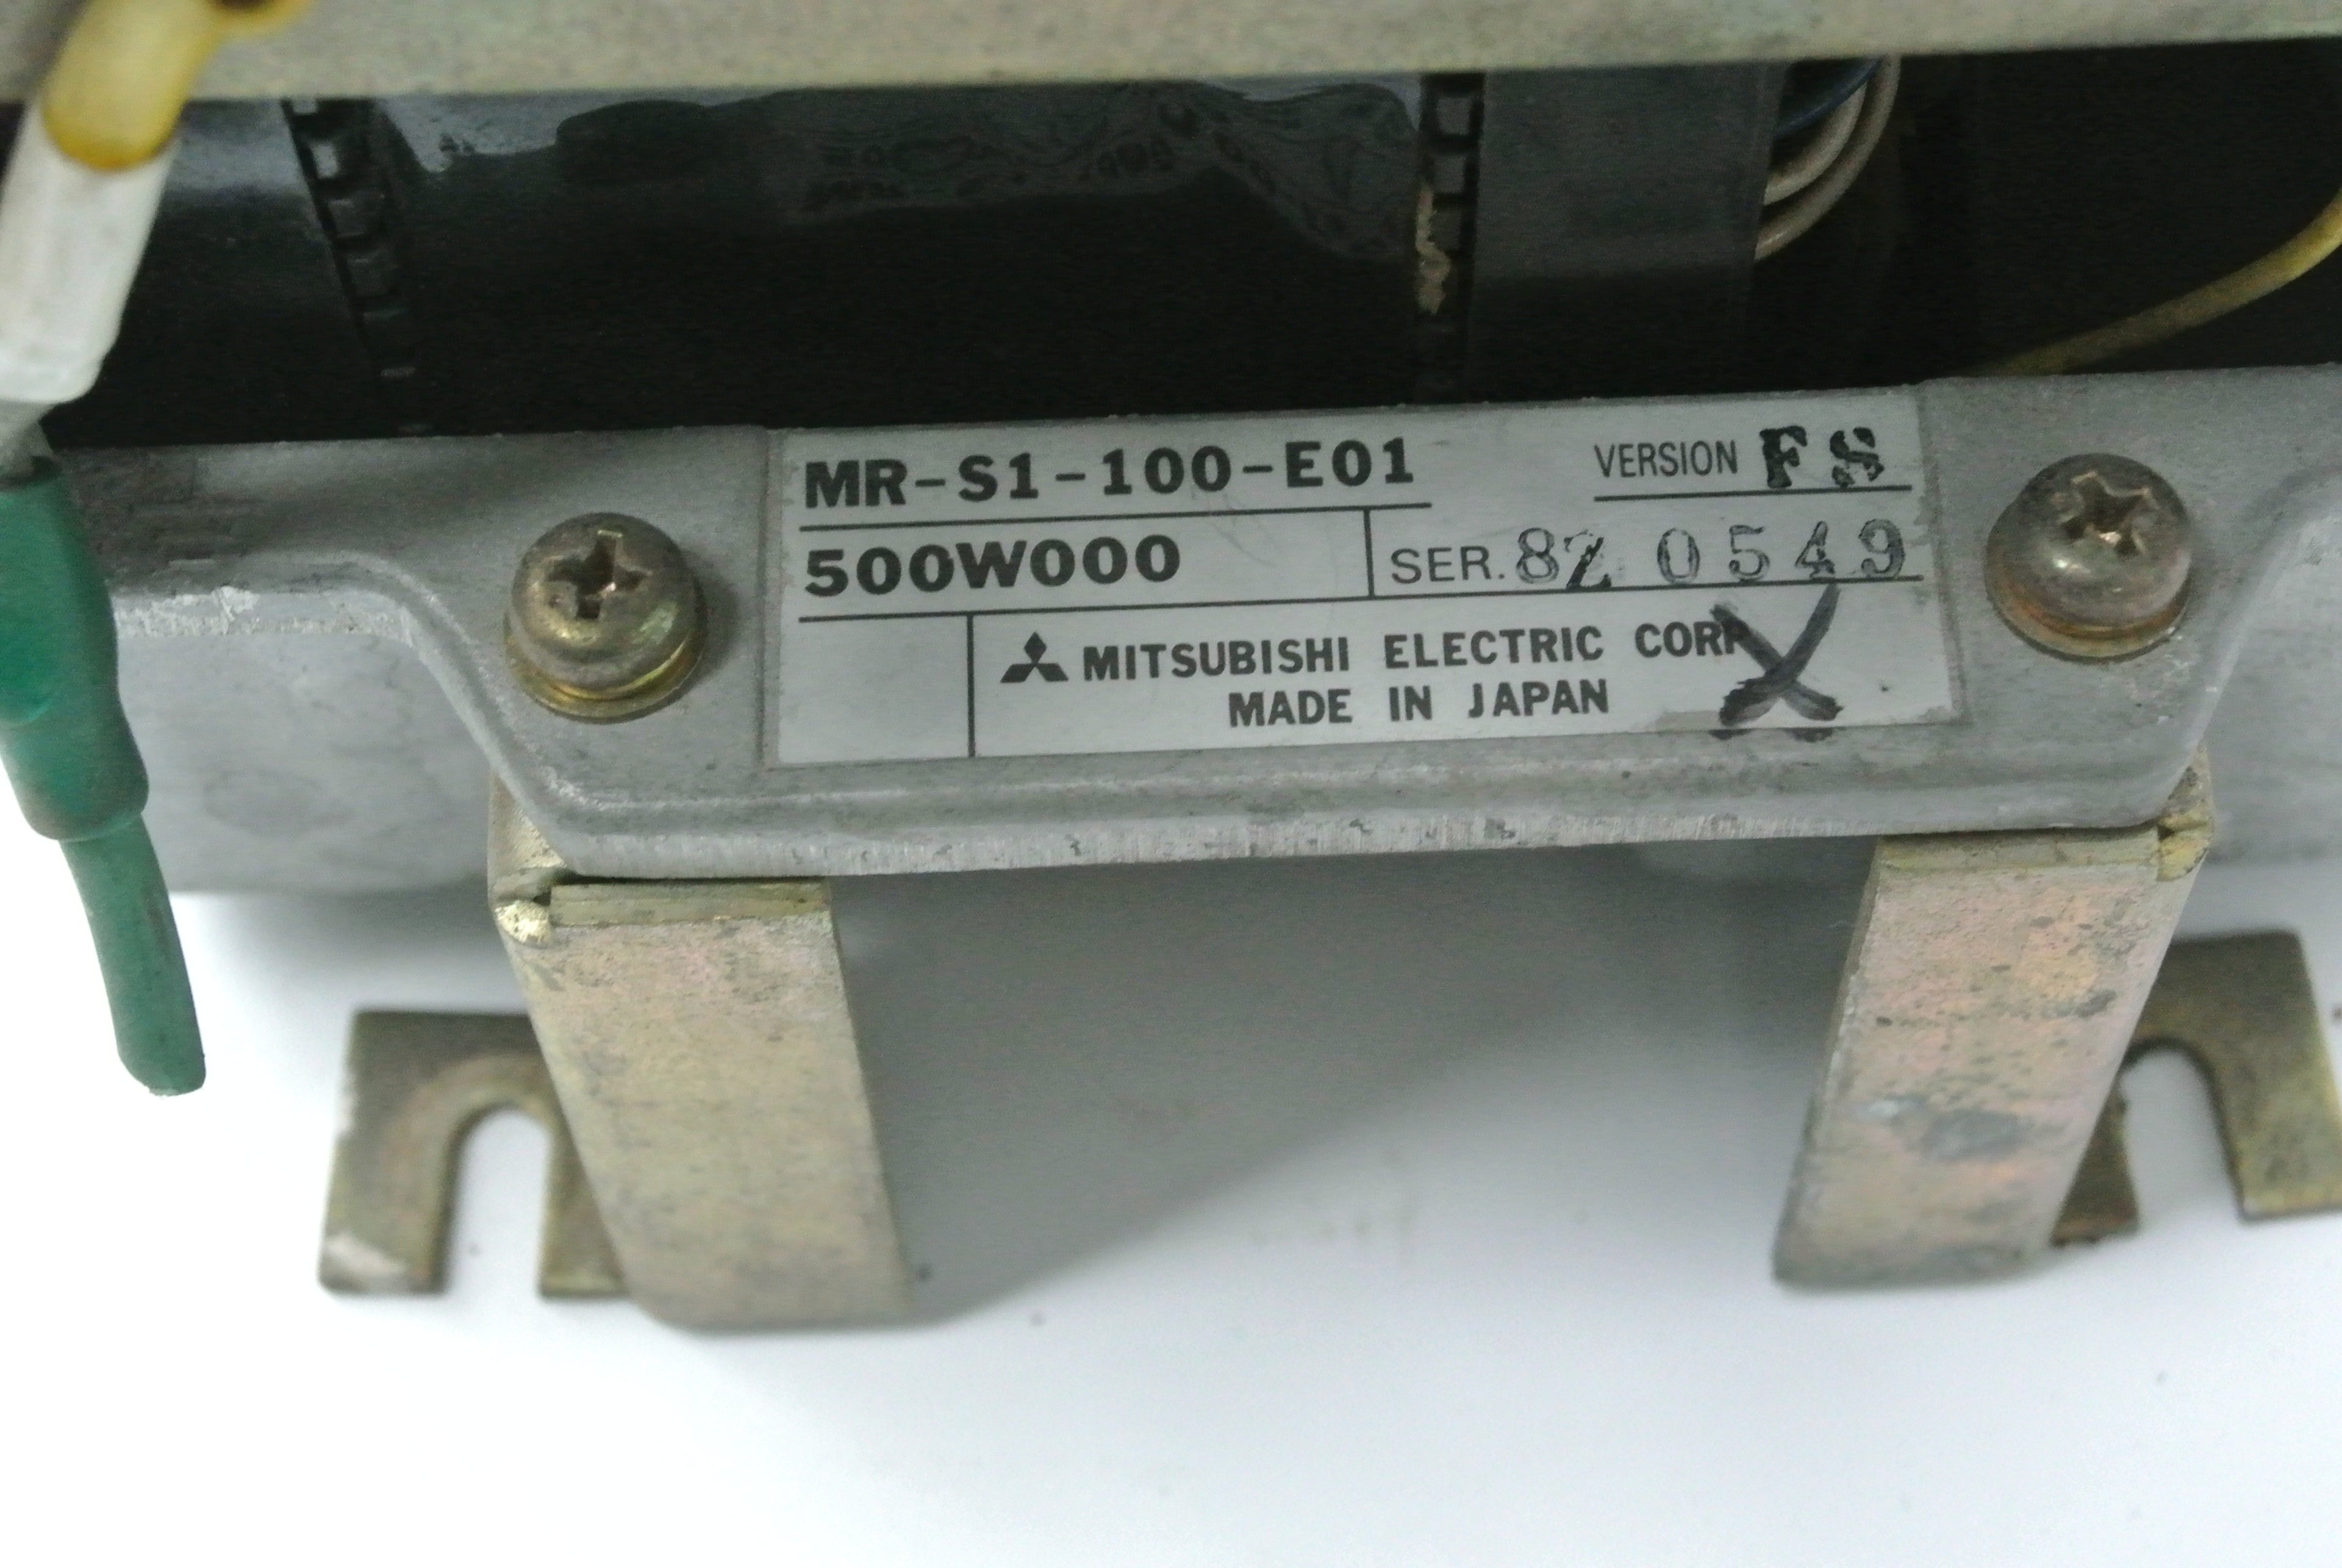 MR-S1-100-E01 VERSION FS
500W000 SER. 8Z 0549
MITSUBISHI ELECTRIC CORP
MADE IN JAPAN